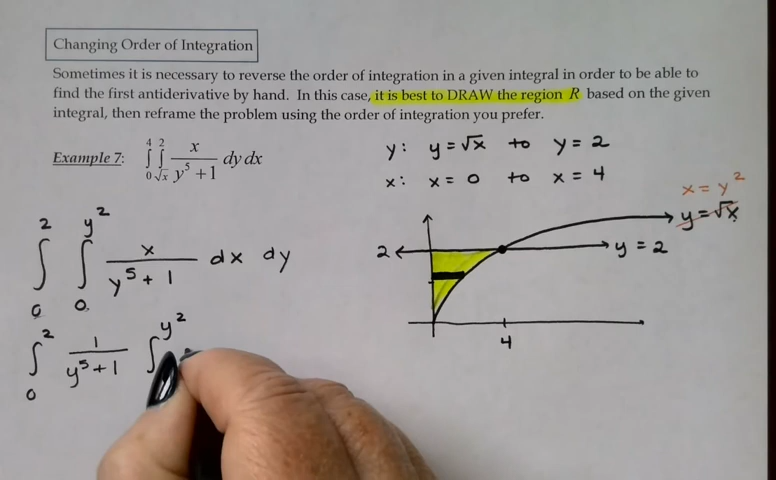 Changing Order of Integration
Sometimes it is necessary to reverse the order of integration in a given integral in order to be able to
find the first antiderivative by hand. In this case, it is best to DRAW the region R based on the given
integral, then reframe the problem using the order of integration you prefer.
Example 7: ∫₀⁴ ∫_√x² x/(y⁵ + 1) dy dx
y: y = √x to y = 2
x: x = 0 to x = 4
∫₀² ∫₀^(y²) x/(y⁵ + 1) dx dy
∫₀² 1/(y⁵ + 1) ∫^(y²)
x = y²
y = √x
2
y = 2
4